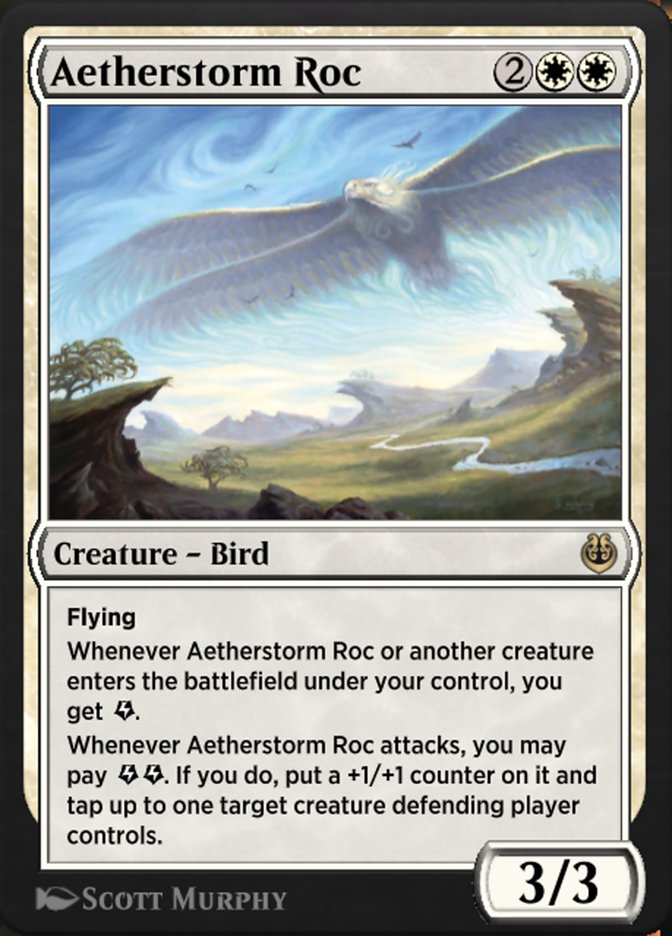 Aetherstorm Roc 2
Creature – Bird
Flying
Whenever Aetherstorm Roc or another creature
enters the battlefield under your control, you
get .
Whenever Aetherstorm Roc attacks, you may
pay . If you do, put a +1/+1 counter on it and
tap up to one target creature defending player
controls.
3/3
Scott Murphy